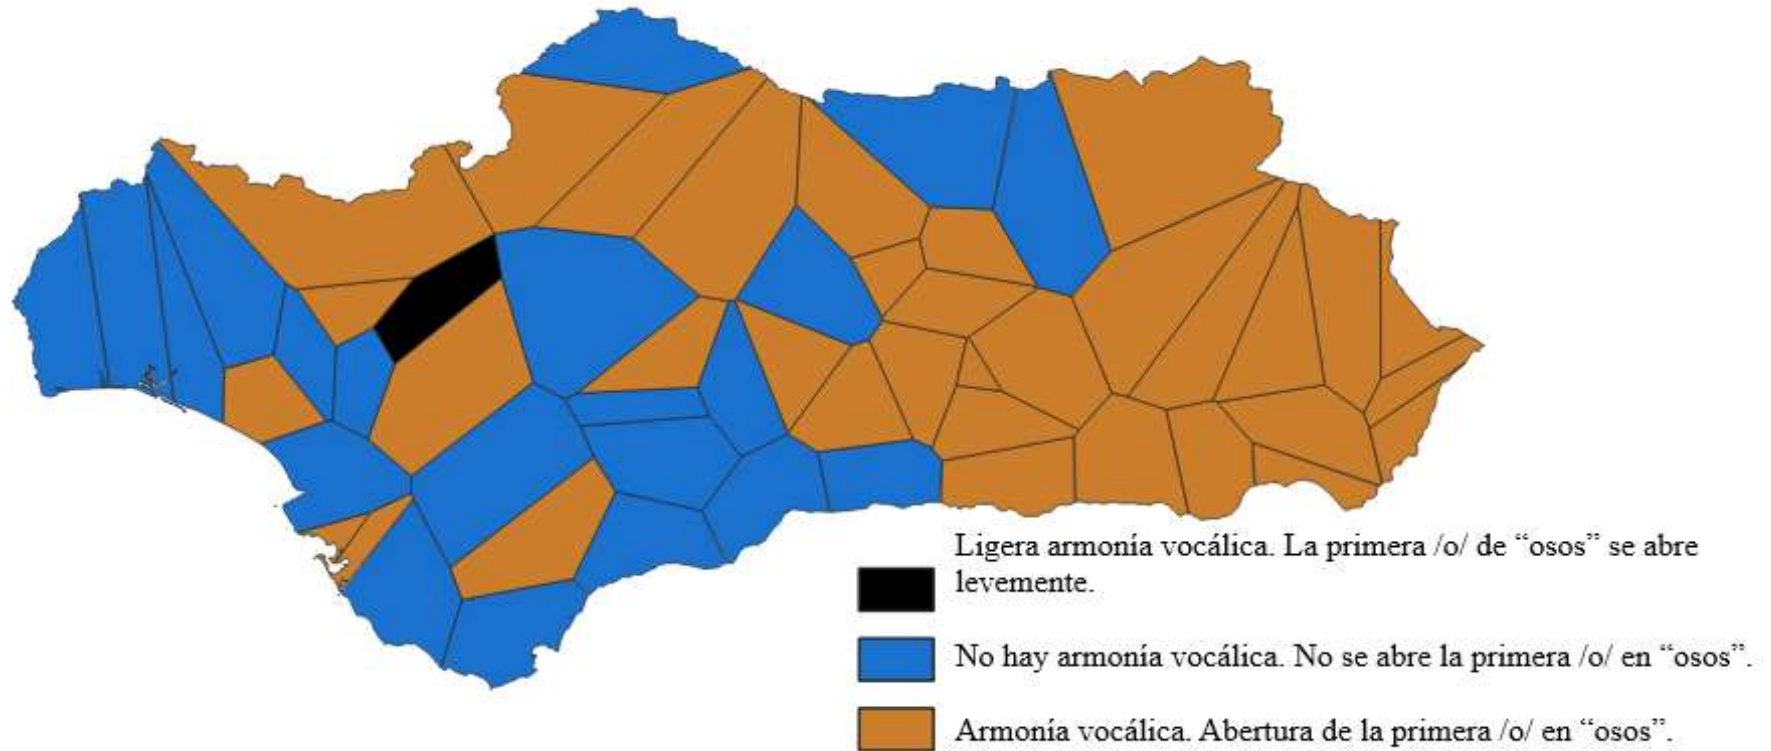 Ligera armonía vocálica. La primera /o/ de “osos” se abre
levemente.
No hay armonía vocálica. No se abre la primera /o/ en “osos”.
Armonía vocálica. Abertura de la primera /o/ en “osos”.